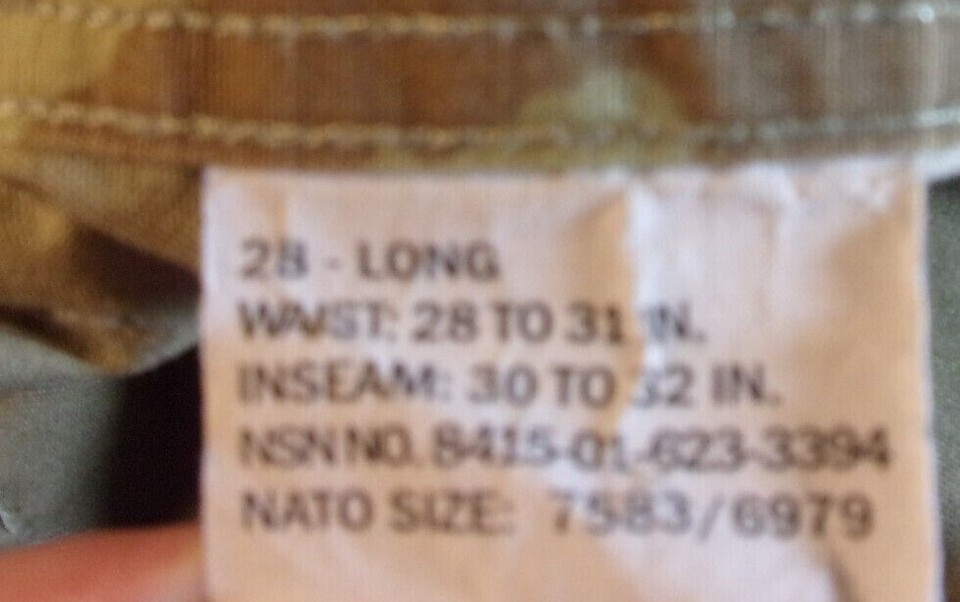 28 - LONG
WAIST: 28 TO 31 IN.
INSEAM: 30 TO 32 IN.
NSN NO. 8415-01-623-3394
NATO SIZE: 7583/6979